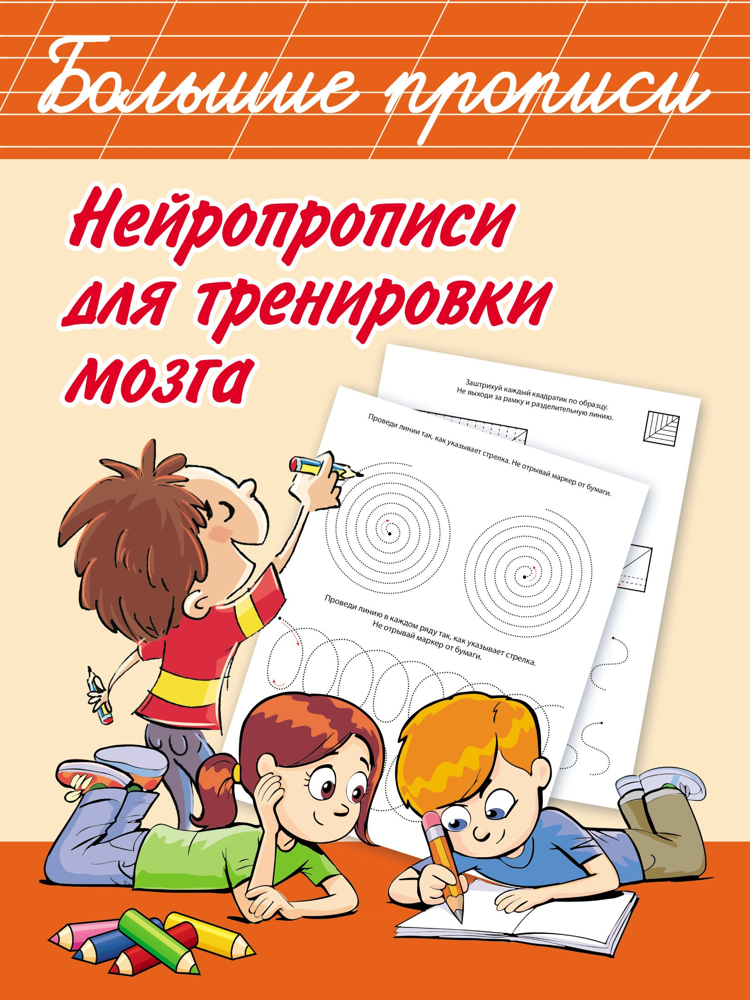 Большие прописи
Нейропрописи
для тренировки
мозга
Заштрихуй каждый квадратик по образцу.
Не выходи за рамку и разделительную линию.
Проведи линии так, как указывает стрелка. Не отрывай маркер от бумаги.
Проведи линию в каждом ряду так, как указывает стрелка.
Не отрывай маркер от бумаги.